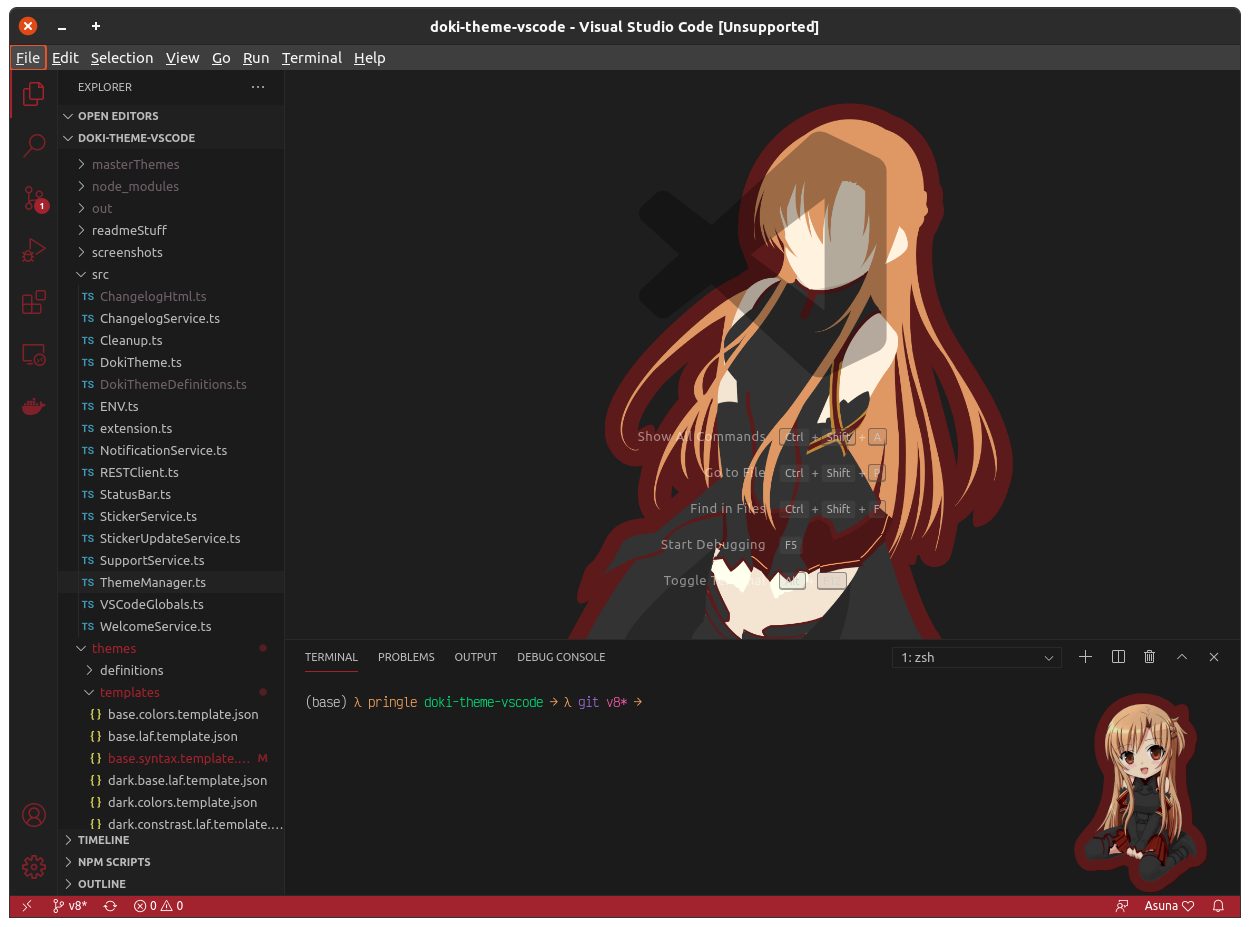 doki-theme-vscode - Visual Studio Code [Unsupported]
File Edit Selection View Go Run Terminal Help
EXPLORER
OPEN EDITORS
DOKI-THEME-VSCODE
masterThemes
node_modules
out
readmeStuff
screenshots
src
TS ChangelogHtml.ts
TS ChangelogService.ts
TS Cleanup.ts
TS DokiTheme.ts
TS DokiThemeDefinitions.ts
TS ENV.ts
TS extension.ts
TS NotificationService.ts
TS RESTClient.ts
TS StatusBar.ts
TS StickerService.ts
TS StickerUpdateService.ts
TS SupportService.ts
TS ThemeManager.ts
TS VSCodeGlobals.ts
TS WelcomeService.ts
themes
definitions
templates
{} base.colors.template.json
{} base.laf.template.json
{} base.syntax.template.... M
{} dark.base.laf.template.json
{} dark.colors.template.json
{} dark.constrast.laf.template....
TIMELINE
NPM SCRIPTS
OUTLINE
1
Show All Commands Ctrl + Shift + A
Go to File Ctrl + Shift + P
Find in Files Ctrl + Shift + F
Start Debugging F5
Toggle
TERMINAL PROBLEMS OUTPUT DEBUG CONSOLE 1: zsh
(base) λ pringle doki-theme-vscode → λ git v8* →
v8* 0 0 Asuna ♡